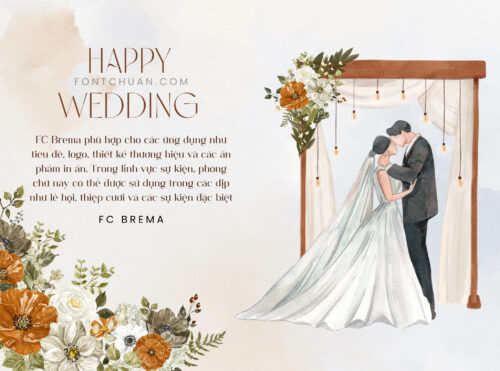 HAPPY
FONTCHUAN.COM
WEDDING
FC Brema phù hợp cho các ứng dụng như
tiêu đề, logo, thiết kế thương hiệu và các ấn
phẩm in ấn. Trong lĩnh vực sự kiện, phông
chữ này có thể được sử dụng trong các dịp
như lễ hội, thiệp cưới và các sự kiện đặc biệt
FC BREMA